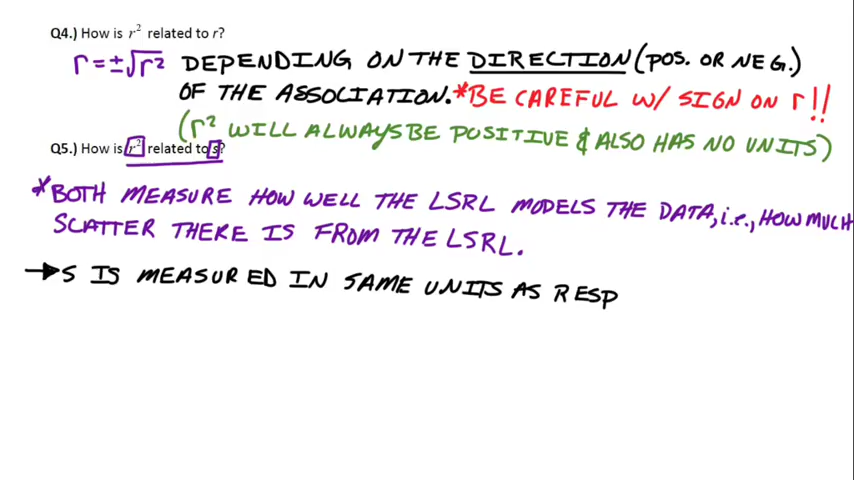 Q4.) How is r² related to r?
r = ±√r² DEPENDING ON THE DIRECTION (POS. OR NEG.)
OF THE ASSOCIATION. *BE CAREFUL W/ SIGN ON r!!
(r² WILL ALWAYS BE POSITIVE & ALSO HAS NO UNITS)
Q5.) How is r² related to s?
*BOTH MEASURE HOW WELL THE LSRL MODELS THE DATA, i.e., HOW MUCH
SCATTER THERE IS FROM THE LSRL.
→ S IS MEASURED IN SAME UNITS AS RESP